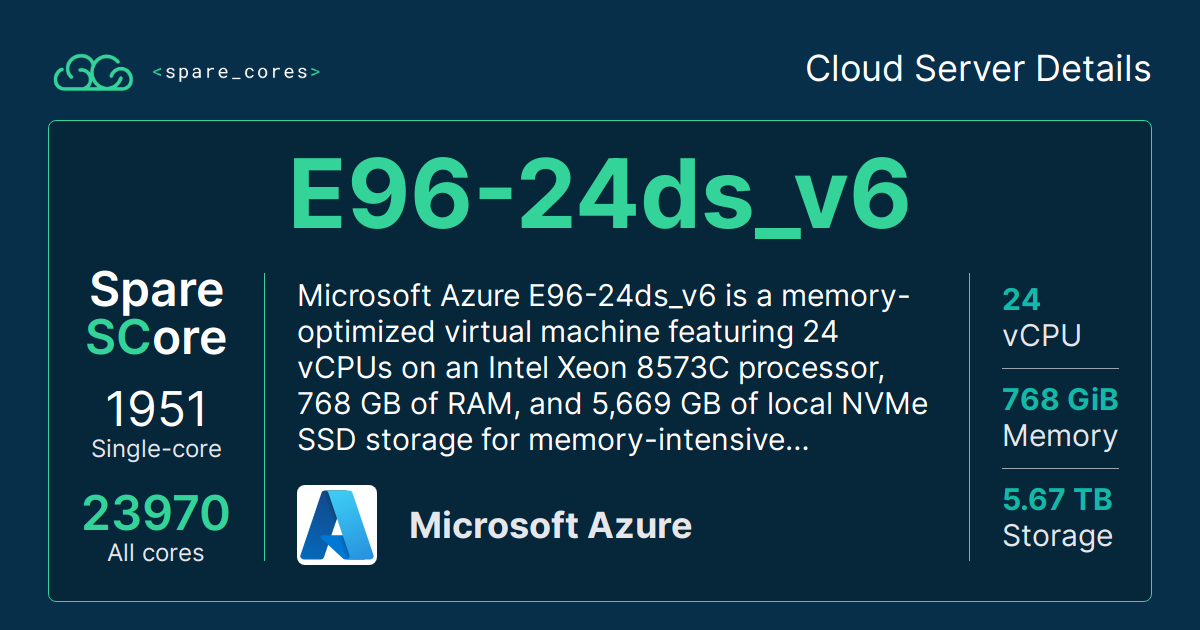 <spare_cores>
Cloud Server Details
E96-24ds_v6
Spare
SCore
1951
Single-core
23970
All cores
Microsoft Azure E96-24ds_v6 is a memory-
optimized virtual machine featuring 24
vCPUs on an Intel Xeon 8573C processor,
768 GB of RAM, and 5,669 GB of local NVMe
SSD storage for memory-intensive...
Microsoft Azure
24
vCPU
768 GiB
Memory
5.67 TB
Storage